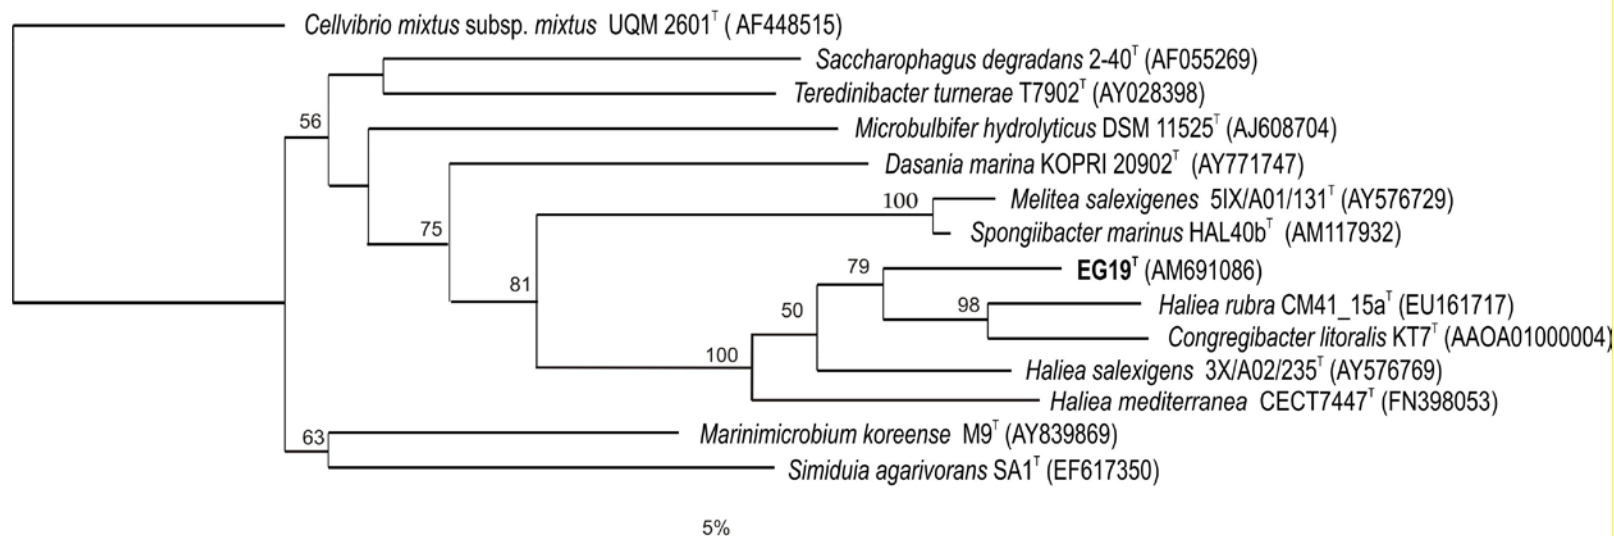 Cellvibrio mixtus subsp. mixtus UQM 2601ᵀ ( AF448515)
Saccharophagus degradans 2-40ᵀ (AF055269)
Teredinibacter turnerae T7902ᵀ (AY028398)
56
Microbulbifer hydrolyticus DSM 11525ᵀ (AJ608704)
Dasania marina KOPRI 20902ᵀ (AY771747)
100 Melitea salexigenes 5IX/A01/131ᵀ (AY576729)
75
Spongiibacter marinus HAL40bᵀ (AM117932)
79 EG19ᵀ (AM691086)
81
98 Haliea rubra CM41_15aᵀ (EU161717)
50
Congregibacter litoralis KT7ᵀ (AAOA01000004)
100
Haliea salexigens 3X/A02/235ᵀ (AY576769)
Haliea mediterranea CECT7447ᵀ (FN398053)
63 Marinimicrobium koreense M9ᵀ (AY839869)
Simiduia agarivorans SA1ᵀ (EF617350)
5%